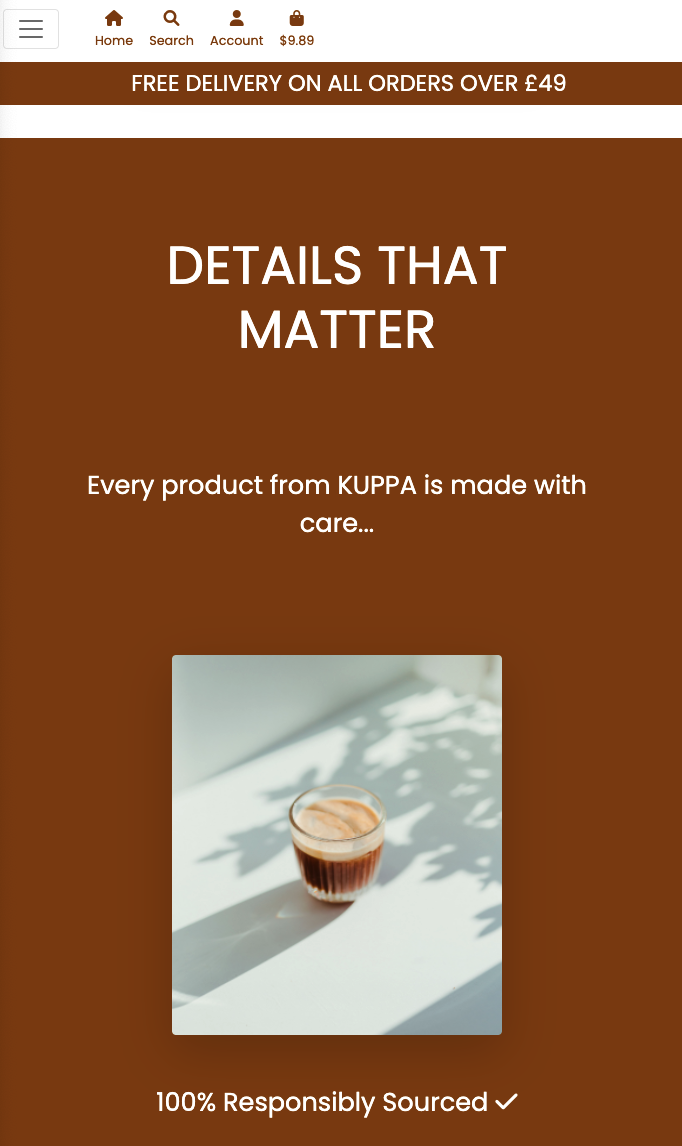 Home Search Account $9.89
FREE DELIVERY ON ALL ORDERS OVER £49
DETAILS THAT
MATTER
Every product from KUPPA is made with
care...
100% Responsibly Sourced ✓